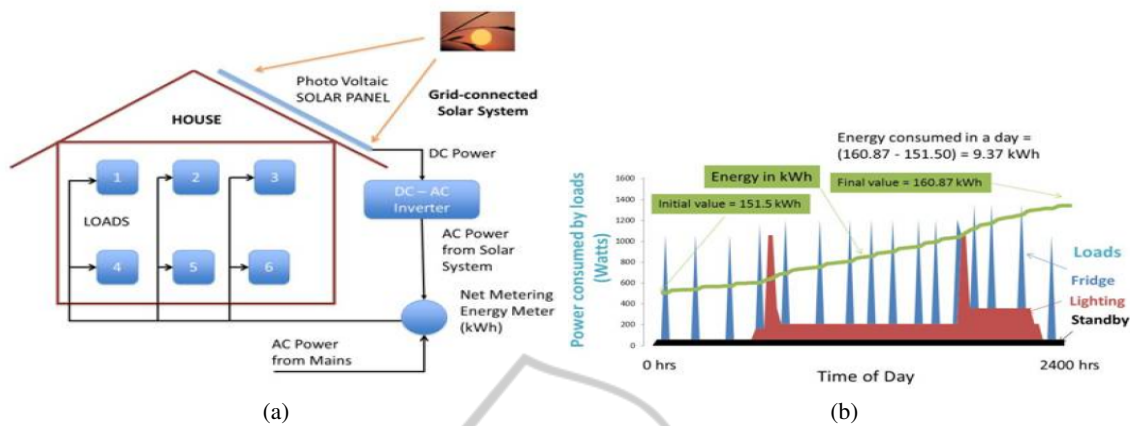 Photo Voltaic
SOLAR PANEL
Grid-connected
Solar System
HOUSE
DC Power
1
2
3
DC – AC
Inverter
LOADS
AC Power
from Solar
System
4
5
6
Net Metering
Energy Meter
(kWh)
AC Power
from Mains
(a)
Energy consumed in a day =
(160.87 - 151.50) = 9.37 kWh
Energy in kWh
Final value = 160.87 kWh
Initial value = 151.5 kWh
Power consumed by loads
(Watts)
1600
1400
1200
1000
800
600
400
200
0
Loads
Fridge
Lighting
Standby
0 hrs
2400 hrs
Time of Day
(b)